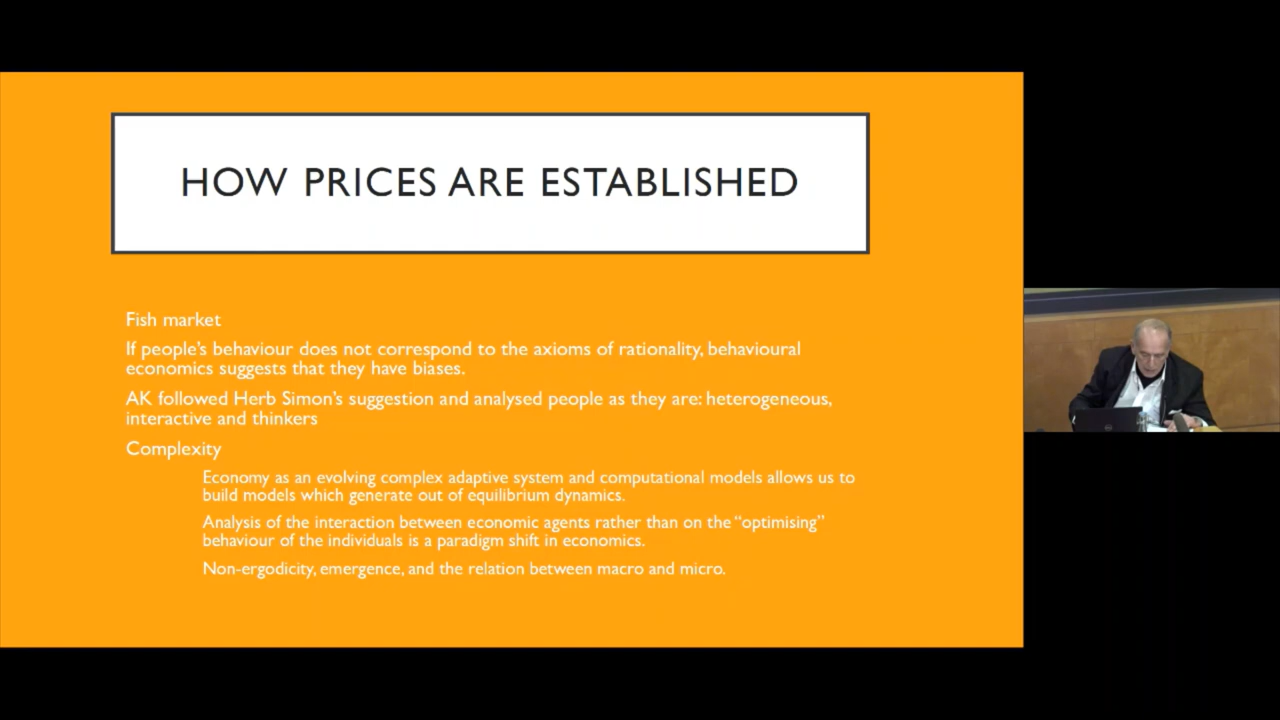 HOW PRICES ARE ESTABLISHED
Fish market
If people's behaviour does not correspond to the axioms of rationality, behavioural
economics suggests that they have biases.
AK followed Herb Simon's suggestion and analysed people as they are: heterogeneous,
interactive and thinkers
Complexity
Economy as an evolving complex adaptive system and computational models allows us to
build models which generate out of equilibrium dynamics.
Analysis of the interaction between economic agents rather than on the “optimising”
behaviour of the individuals is a paradigm shift in economics.
Non-ergodicity, emergence, and the relation between macro and micro.